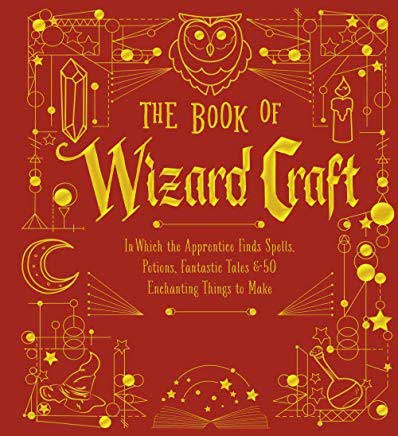 THE BOOK OF
Wizard Craft
In Which the Apprentice Finds Spells,
Potions, Fantastic Tales & 50
Enchanting Things to Make